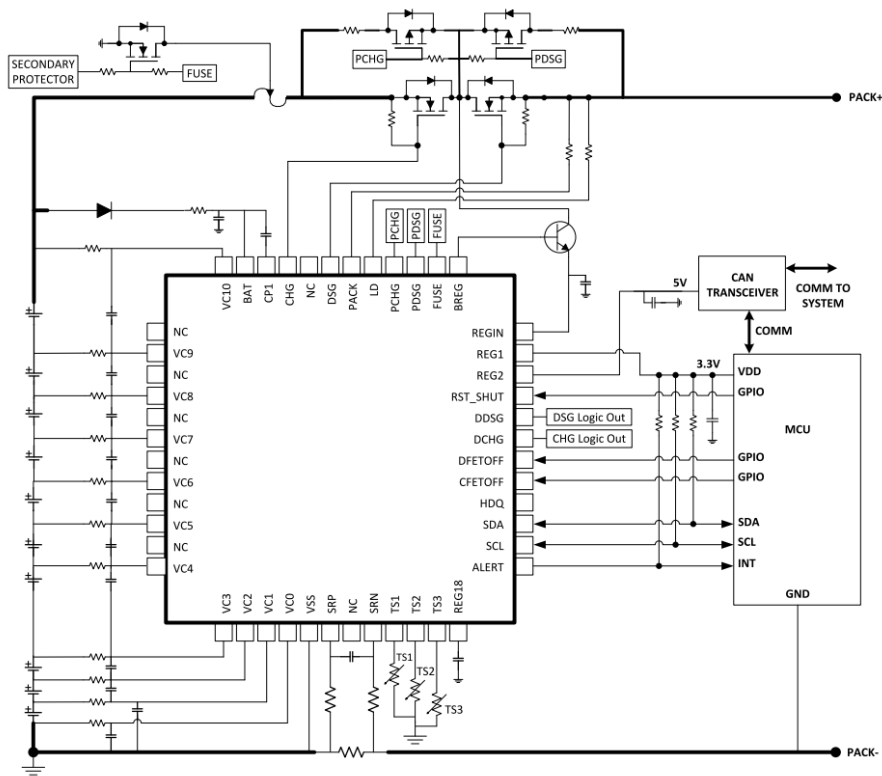 PCHG
PDSG
SECONDARY
PROTECTOR
FUSE
PACK+
PCHG
PDSG
FUSE
VC10
BAT
CP1
CHG
NC
DSG
PACK
LD
PCHG
PDSG
FUSE
BREG
5V
CAN
TRANSCEIVER
COMM TO
SYSTEM
COMM
NC
VC9
NC
VC8
NC
VC7
NC
VC6
NC
VC5
NC
VC4
REGIN
REG1
REG2
RST_SHUT
DDSG
DCHG
DFETOFF
CFETOFF
HDQ
SDA
SCL
ALERT
DSG Logic Out
CHG Logic Out
3.3V
VDD
GPIO
MCU
GPIO
GPIO
SDA
SCL
INT
GND
VC3
VC2
VC1
VC0
VSS
SRP
NC
SRN
TS1
TS2
TS3
REG18
TS1
TS2
TS3
PACK-